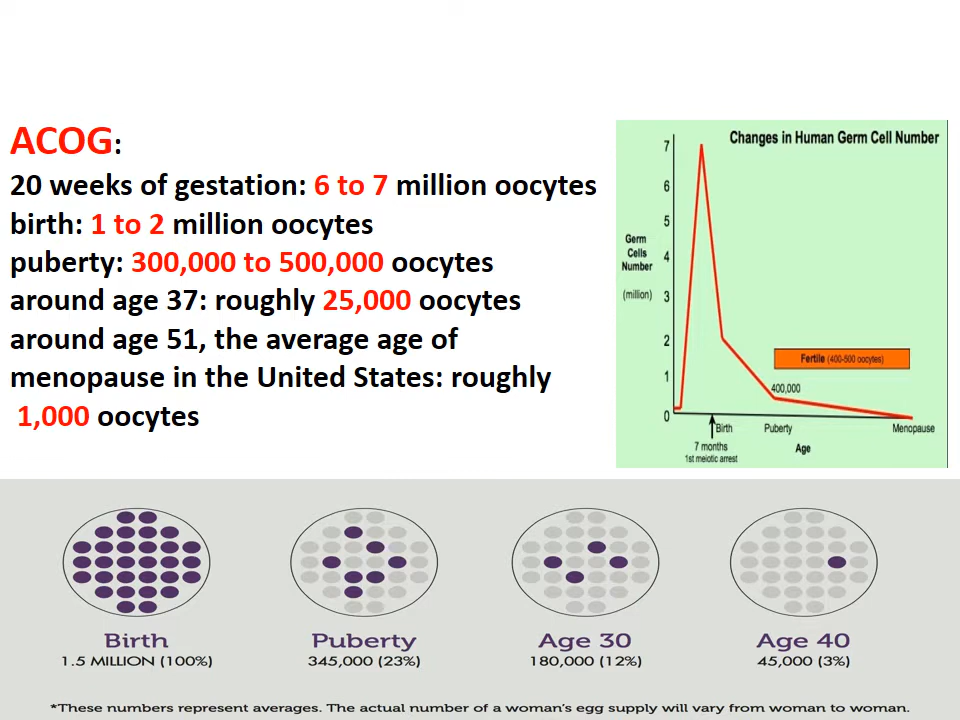 ACOG:
20 weeks of gestation: 6 to 7 million oocytes
birth: 1 to 2 million oocytes
puberty: 300,000 to 500,000 oocytes
around age 37: roughly 25,000 oocytes
around age 51, the average age of
menopause in the United States: roughly
1,000 oocytes
Changes in Human Germ Cell Number
7
6
5
4
3
2
1
0
Germ
Cells
Number
(million)
Fertile (400-500 oocytes)
400,000
Birth
Puberty
Menopause
7 months
1st meiotic arrest
Age
Birth
1.5 MILLION (100%)
Puberty
345,000 (23%)
Age 30
180,000 (12%)
Age 40
45,000 (3%)
*These numbers represent averages. The actual number of a woman's egg supply will vary from woman to woman.